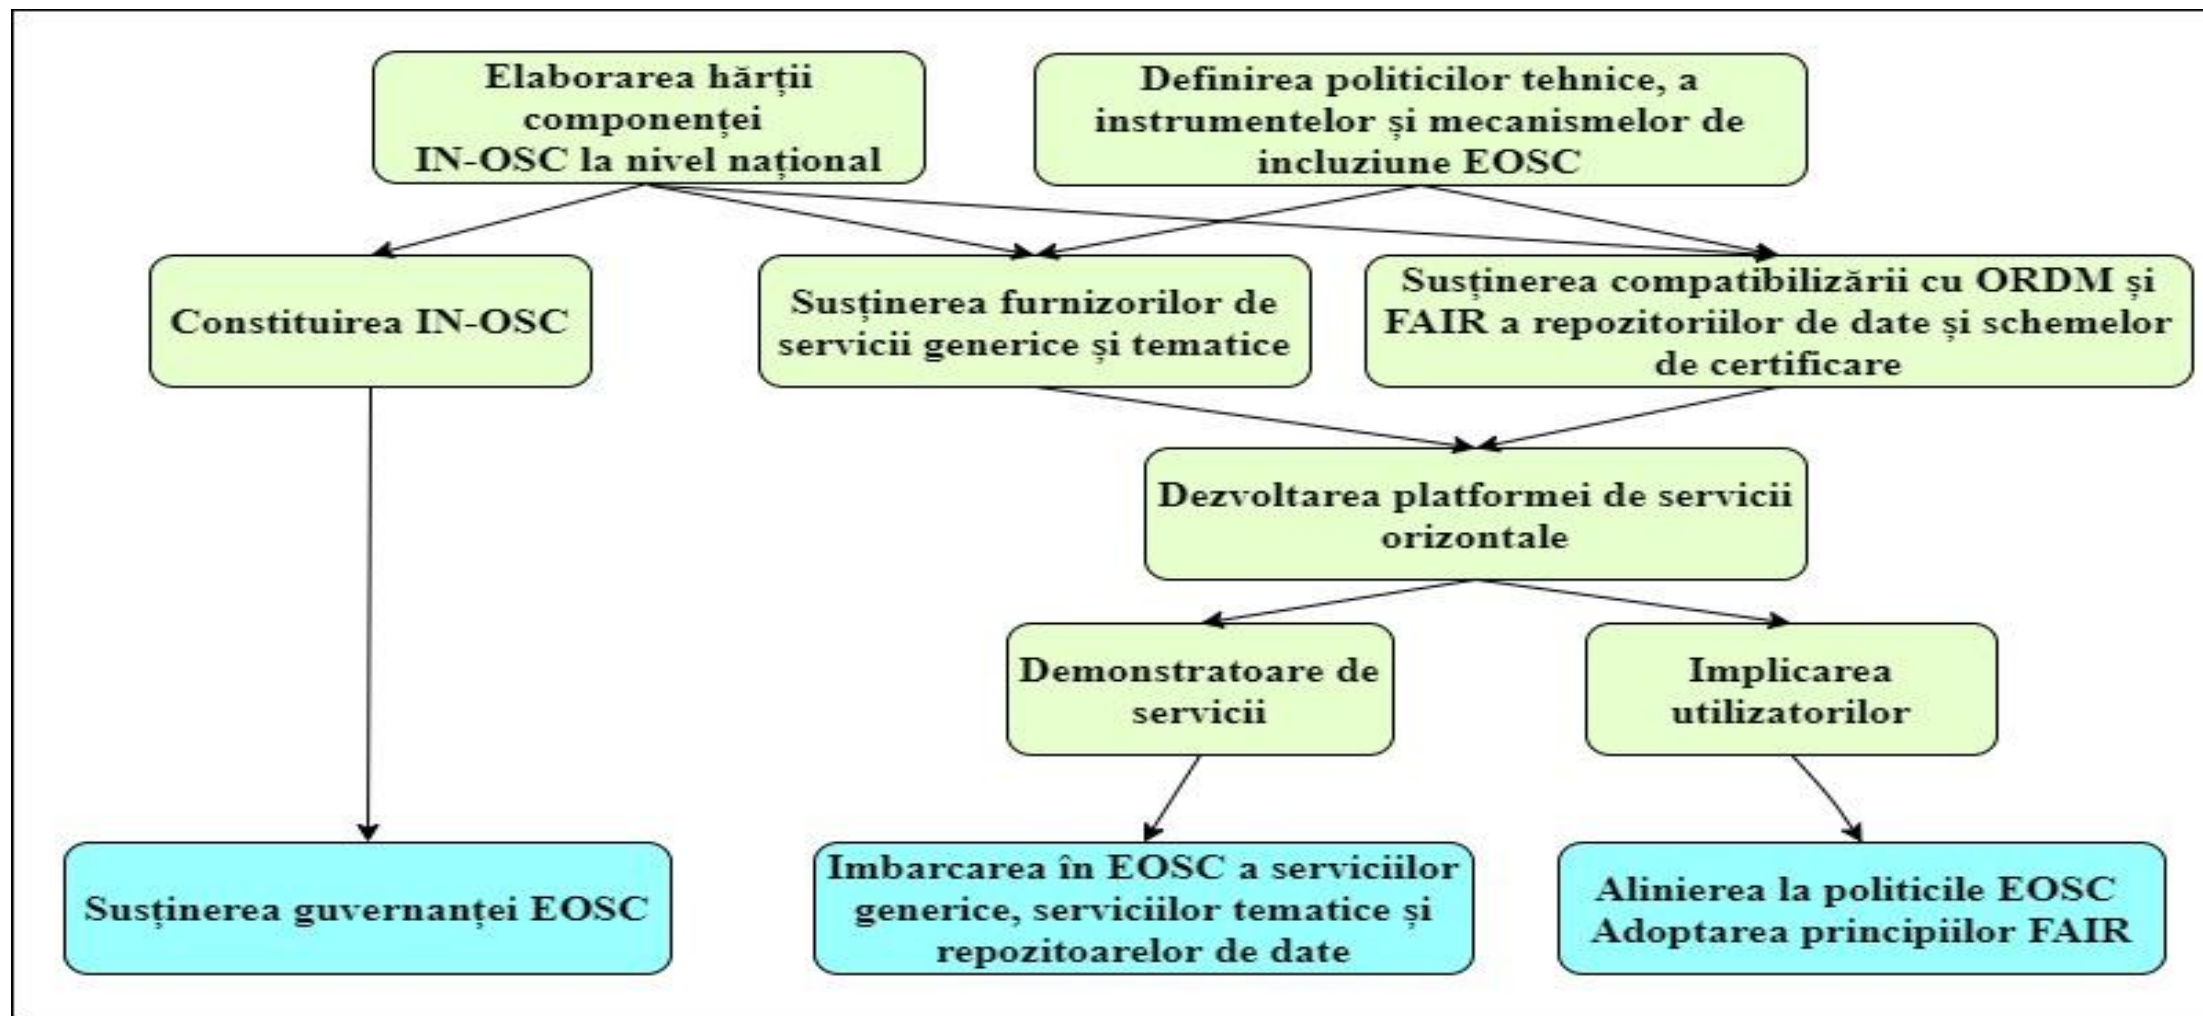 Elaborarea hărții
componenței
IN-OSC la nivel național
Definirea politicilor tehnice, a
instrumentelor și mecanismelor de
incluziune EOSC
Constituirea IN-OSC
Susținerea furnizorilor de
servicii generice și tematice
Susținerea compatibilizării cu ORDM și
FAIR a repozitoriilor de date și schemelor
de certificare
Dezvoltarea platformei de servicii
orizontale
Demonstratoare de
servicii
Implicarea
utilizatorilor
Susținerea guvernanței EOSC
Imbarcarea în EOSC a serviciilor
generice, serviciilor tematice și
repozitoarelor de date
Alinierea la politicile EOSC
Adoptarea principiilor FAIR